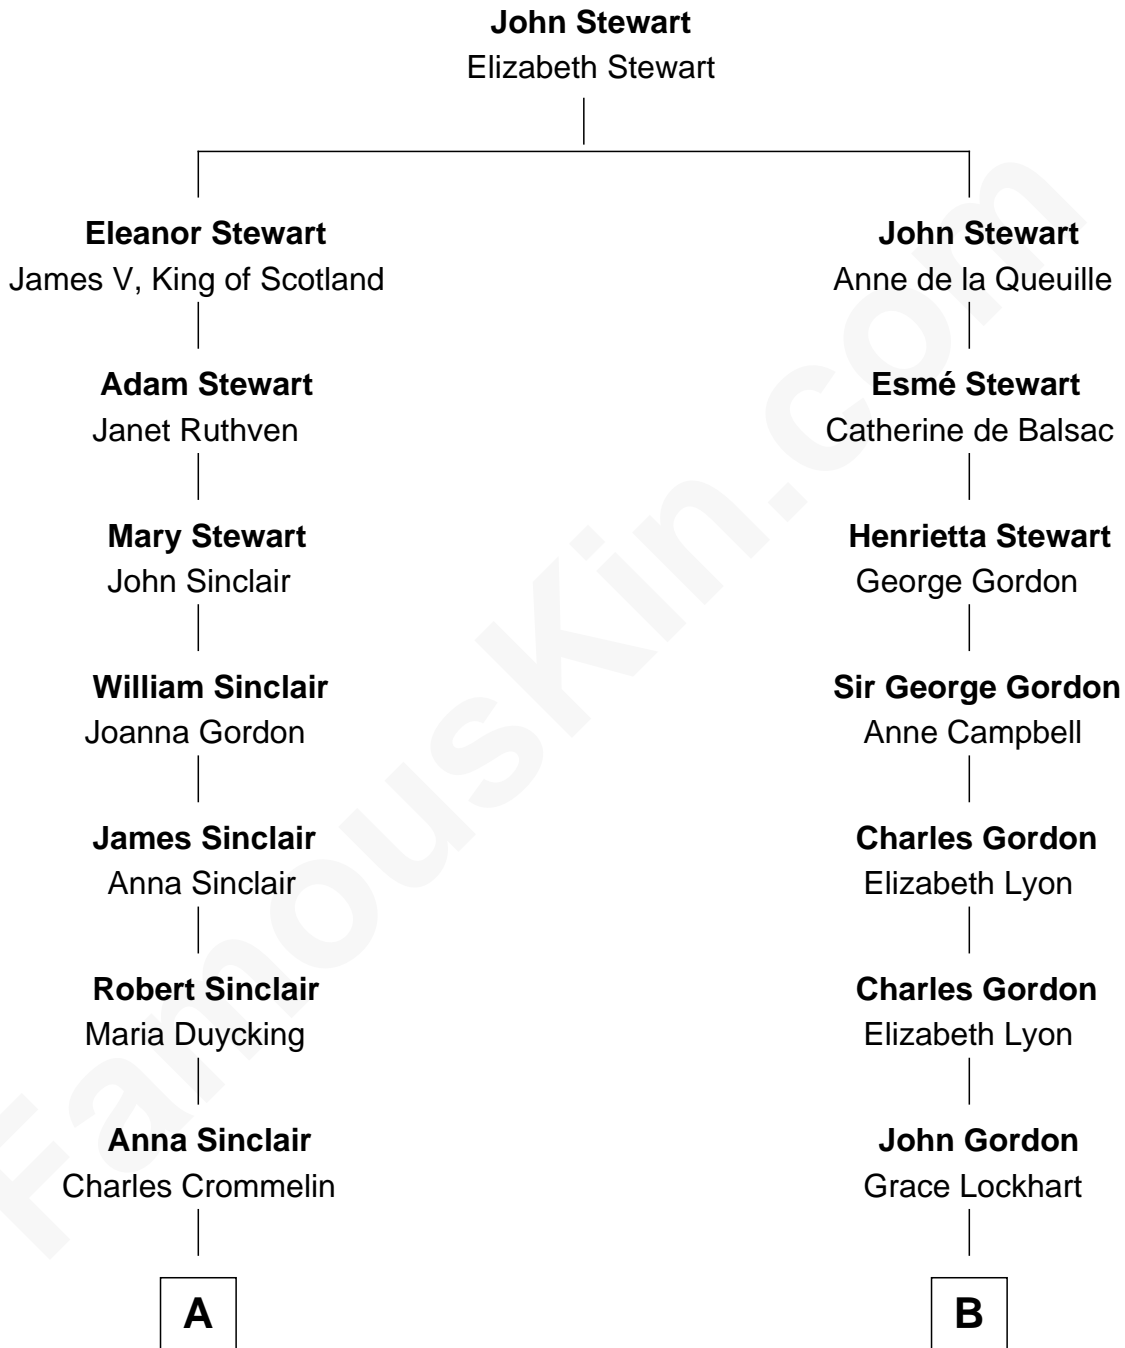 John Stewart
Elizabeth Stewart
Eleanor Stewart
James V, King of Scotland
John Stewart
Anne de la Queuille
Adam Stewart
Janet Ruthven
Esmé Stewart
Catherine de Balsac
Mary Stewart
John Sinclair
Henrietta Stewart
George Gordon
William Sinclair
Joanna Gordon
Sir George Gordon
Anne Campbell
James Sinclair
Anna Sinclair
Charles Gordon
Elizabeth Lyon
Robert Sinclair
Maria Duycking
Charles Gordon
Elizabeth Lyon
Anna Sinclair
Charles Crommelin
John Gordon
Grace Lockhart
A
B
FamousKin.com